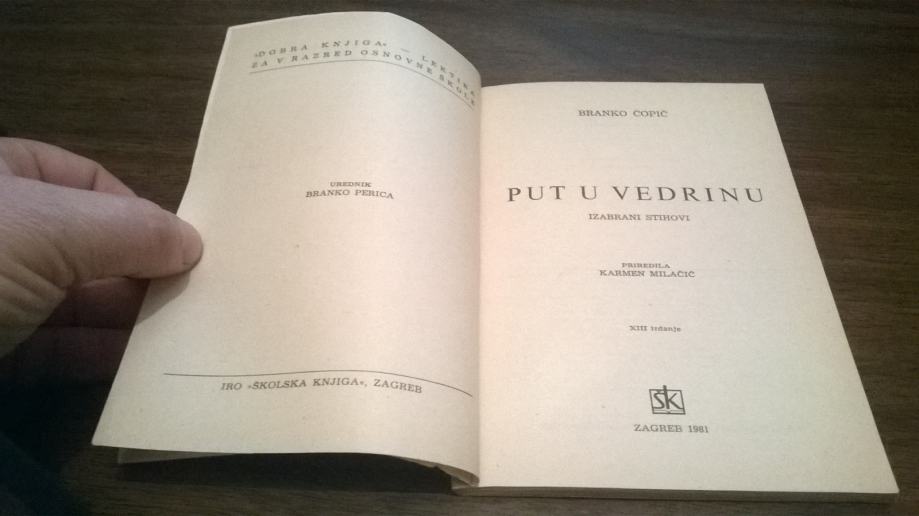 »DOBRA KNJIGA« — LEKTIRA
ZA V RAZRED OSNOVNE ŠKOLE
UREDNIK
BRANKO PERICA
IRO »ŠKOLSKA KNJIGA«, ZAGREB
BRANKO ĆOPIĆ
PUT U VEDRINU
IZABRANI STIHOVI
PRIREDILA
KARMEN MILAČIĆ
XIII izdanje
šk
ZAGREB 1981